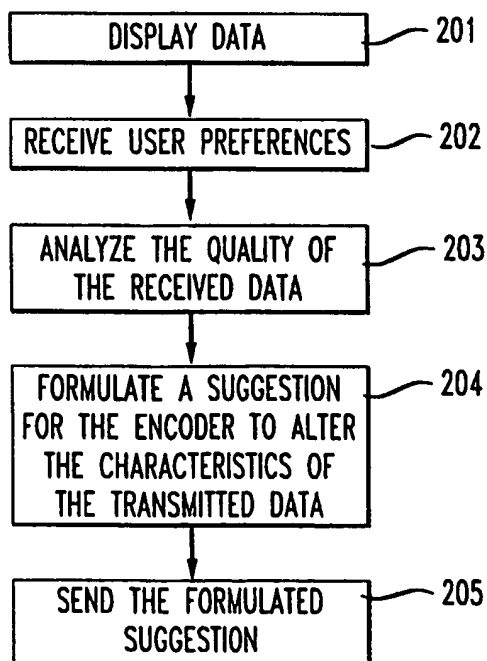 DISPLAY DATA 201
RECEIVE USER PREFERENCES 202
ANALYZE THE QUALITY OF 203
THE RECEIVED DATA
FORMULATE A SUGGESTION 204
FOR THE ENCODER TO ALTER
THE CHARACTERISTICS OF
THE TRANSMITTED DATA
SEND THE FORMULATED 205
SUGGESTION